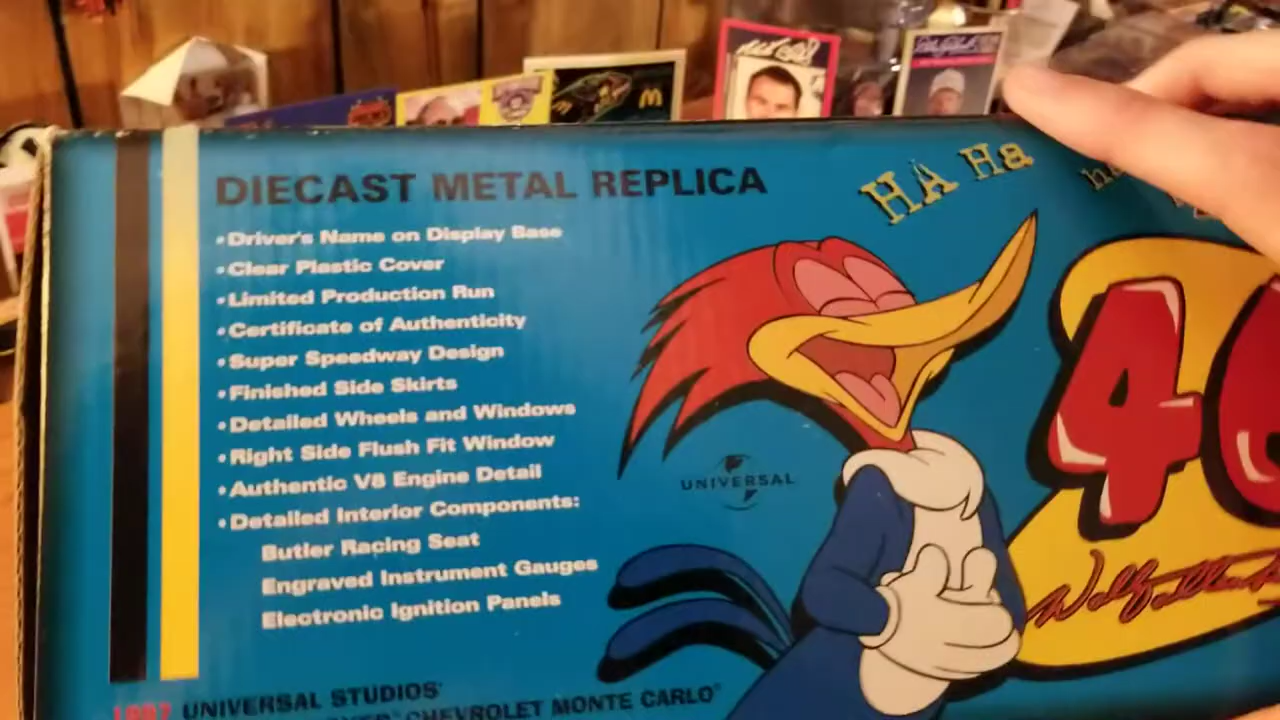 HA Ha
DIECAST METAL REPLICA
•Driver's Name on Display Base
•Clear Plastic Cover
•Limited Production Run
•Certificate of Authenticity
•Super Speedway Design
•Finished Side Skirts
•Detailed Wheels and Windows
•Right Side Flush Fit Window
•Authentic V8 Engine Detail
•Detailed Interior Components:
Butler Racing Seat
Engraved Instrument Gauges
Electronic Ignition Panels
UNIVERSAL
40
1997 UNIVERSAL STUDIOS
CHEVROLET MONTE CARLO